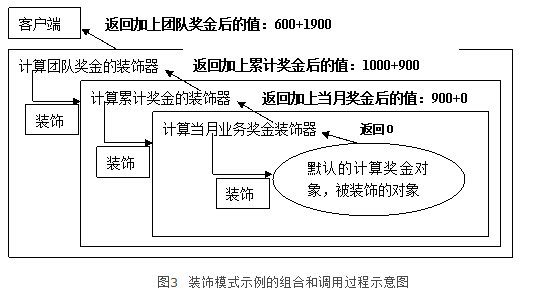 客户端
返回加上团队奖金后的值：600+1900
计算团队奖金的装饰器
返回加上累计奖金后的值：1000+900
装饰
计算累计奖金的装饰器
返回加上当月奖金后的值：900+0
装饰
计算当月业务奖金装饰器
返回0
装饰
默认的计算奖金对
象，被装饰的对象
图3 装饰模式示例的组合和调用过程示意图